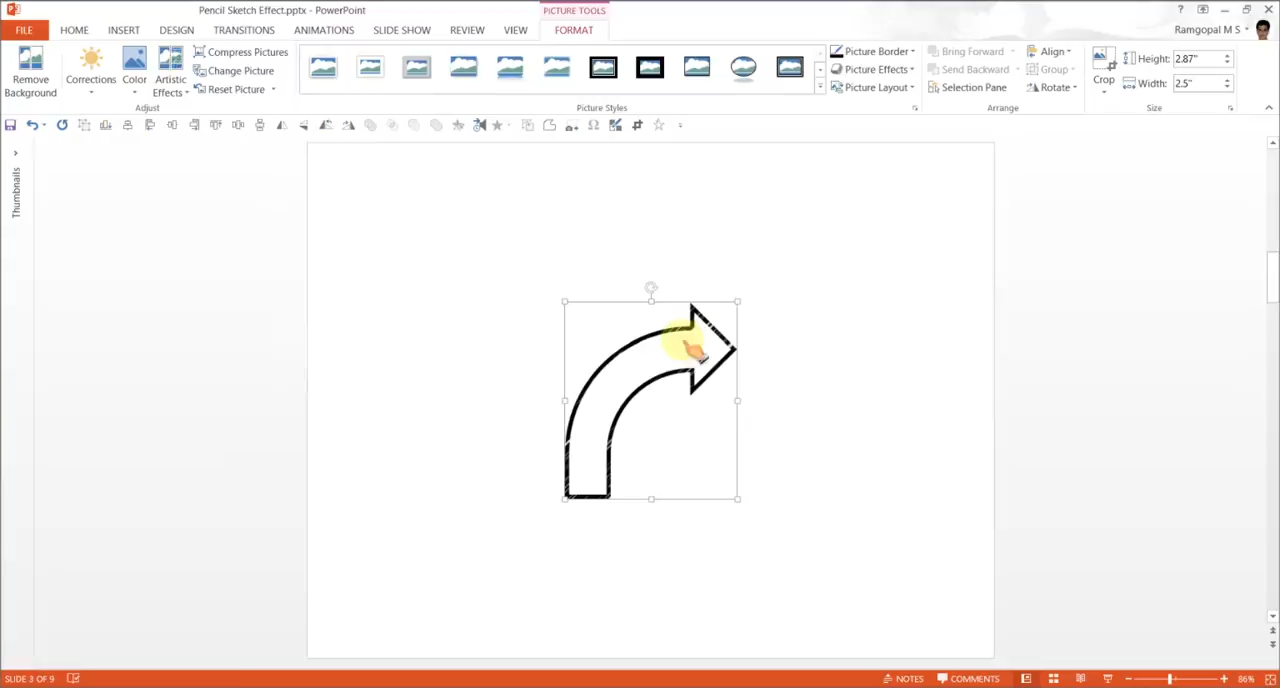 Pencil Sketch Effect.pptx - PowerPoint
PICTURE TOOLS
?
FILE HOME INSERT DESIGN TRANSITIONS ANIMATIONS SLIDE SHOW REVIEW VIEW FORMAT
Ramgopal M S
Remove Background
Corrections
Color
Artistic Effects
Compress Pictures
Change Picture
Reset Picture
Adjust
Picture Styles
Picture Border
Picture Effects
Picture Layout
Bring Forward
Send Backward
Selection Pane
Align
Group
Rotate
Arrange
Crop
Height: 2.87"
Width: 2.5"
Size
Thumbnails
SLIDE 3 OF 9
NOTES
COMMENTS
86%